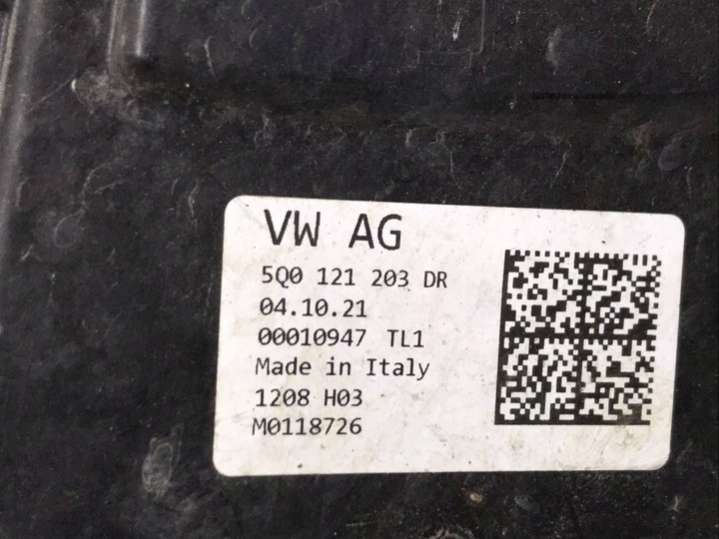 VW AG
5Q0 121 203 DR
04.10.21
00010947 TL1
Made in Italy
1208 H03
M0118726